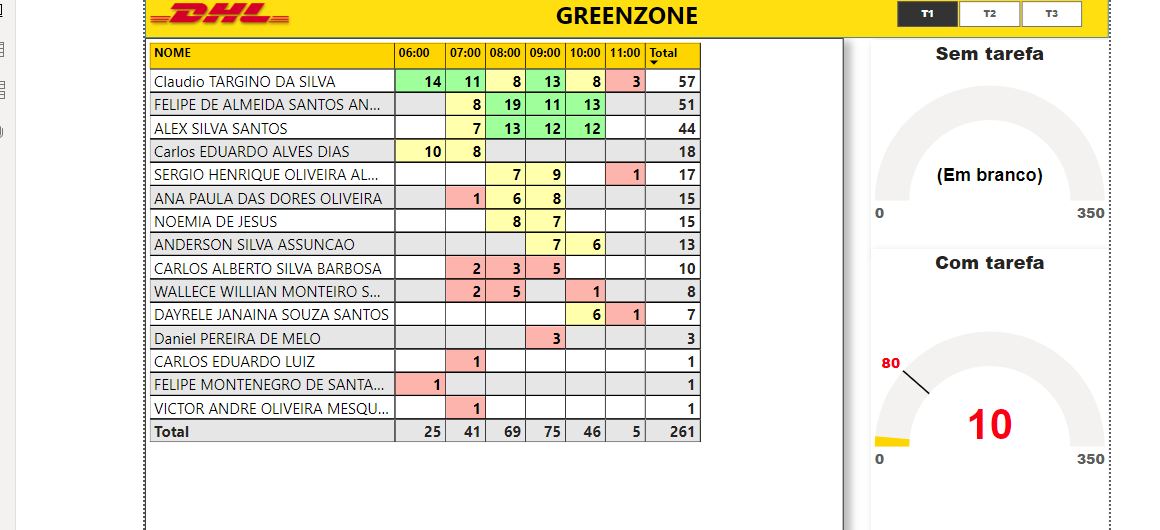 DHL GREENZONE T1 T2 T3
NOME 06:00 07:00 08:00 09:00 10:00 11:00 Total
Claudio TARGINO DA SILVA 14 11 8 13 8 3 57
FELIPE DE ALMEIDA SANTOS AN... 8 19 11 13 51
ALEX SILVA SANTOS 7 13 12 12 44
Carlos EDUARDO ALVES DIAS 10 8 18
SERGIO HENRIQUE OLIVEIRA AL... 7 9 1 17
ANA PAULA DAS DORES OLIVEIRA 1 6 8 15
NOEMIA DE JESUS 8 7 15
ANDERSON SILVA ASSUNCAO 7 6 13
CARLOS ALBERTO SILVA BARBOSA 2 3 5 10
WALLECE WILLIAN MONTEIRO S... 2 5 1 8
DAYRELE JANAINA SOUZA SANTOS 6 1 7
Daniel PEREIRA DE MELO 3 3
CARLOS EDUARDO LUIZ 1 1
FELIPE MONTENEGRO DE SANTA... 1 1
VICTOR ANDRE OLIVEIRA MESQU... 1 1
Total 25 41 69 75 46 5 261
Sem tarefa
(Em branco)
0 350
Com tarefa
80
10
0 350